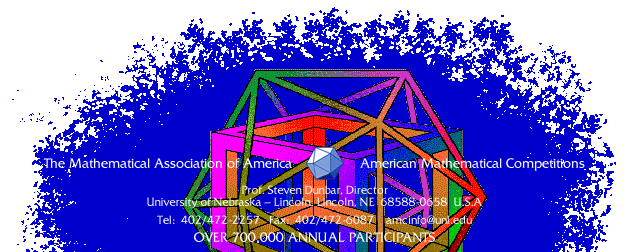 The Mathematical Association of America American Mathematical Competitions
Prof. Steven Dunbar, Director
University of Nebraska – Lincoln, Lincoln, NE 68588-0658 U.S.A
Tel: 402/472-2257 Fax: 402/472-6087 amcinfo@unl.edu
OVER 700,000 ANNUAL PARTICIPANTS